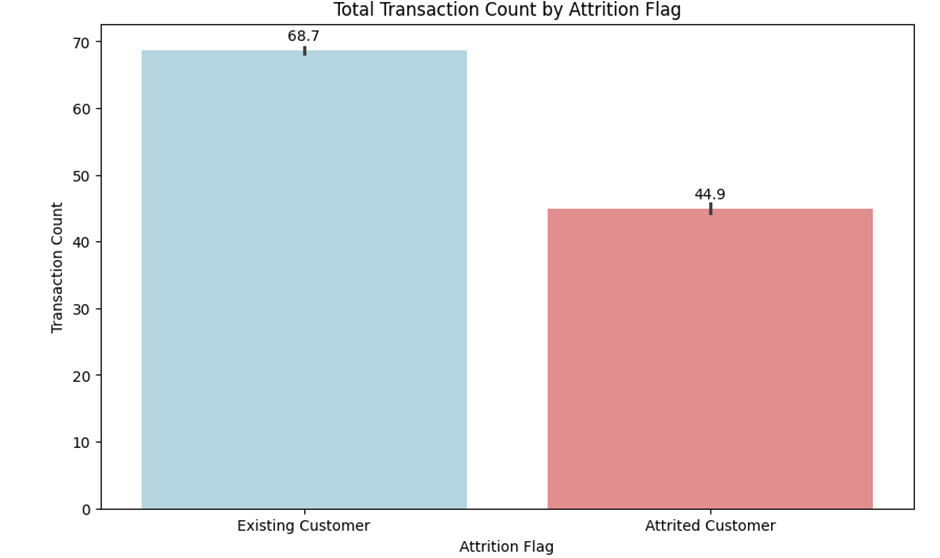 Total Transaction Count by Attrition Flag
68.7
44.9
70
60
50
40
30
20
10
0
Transaction Count
Existing Customer
Attrited Customer
Attrition Flag